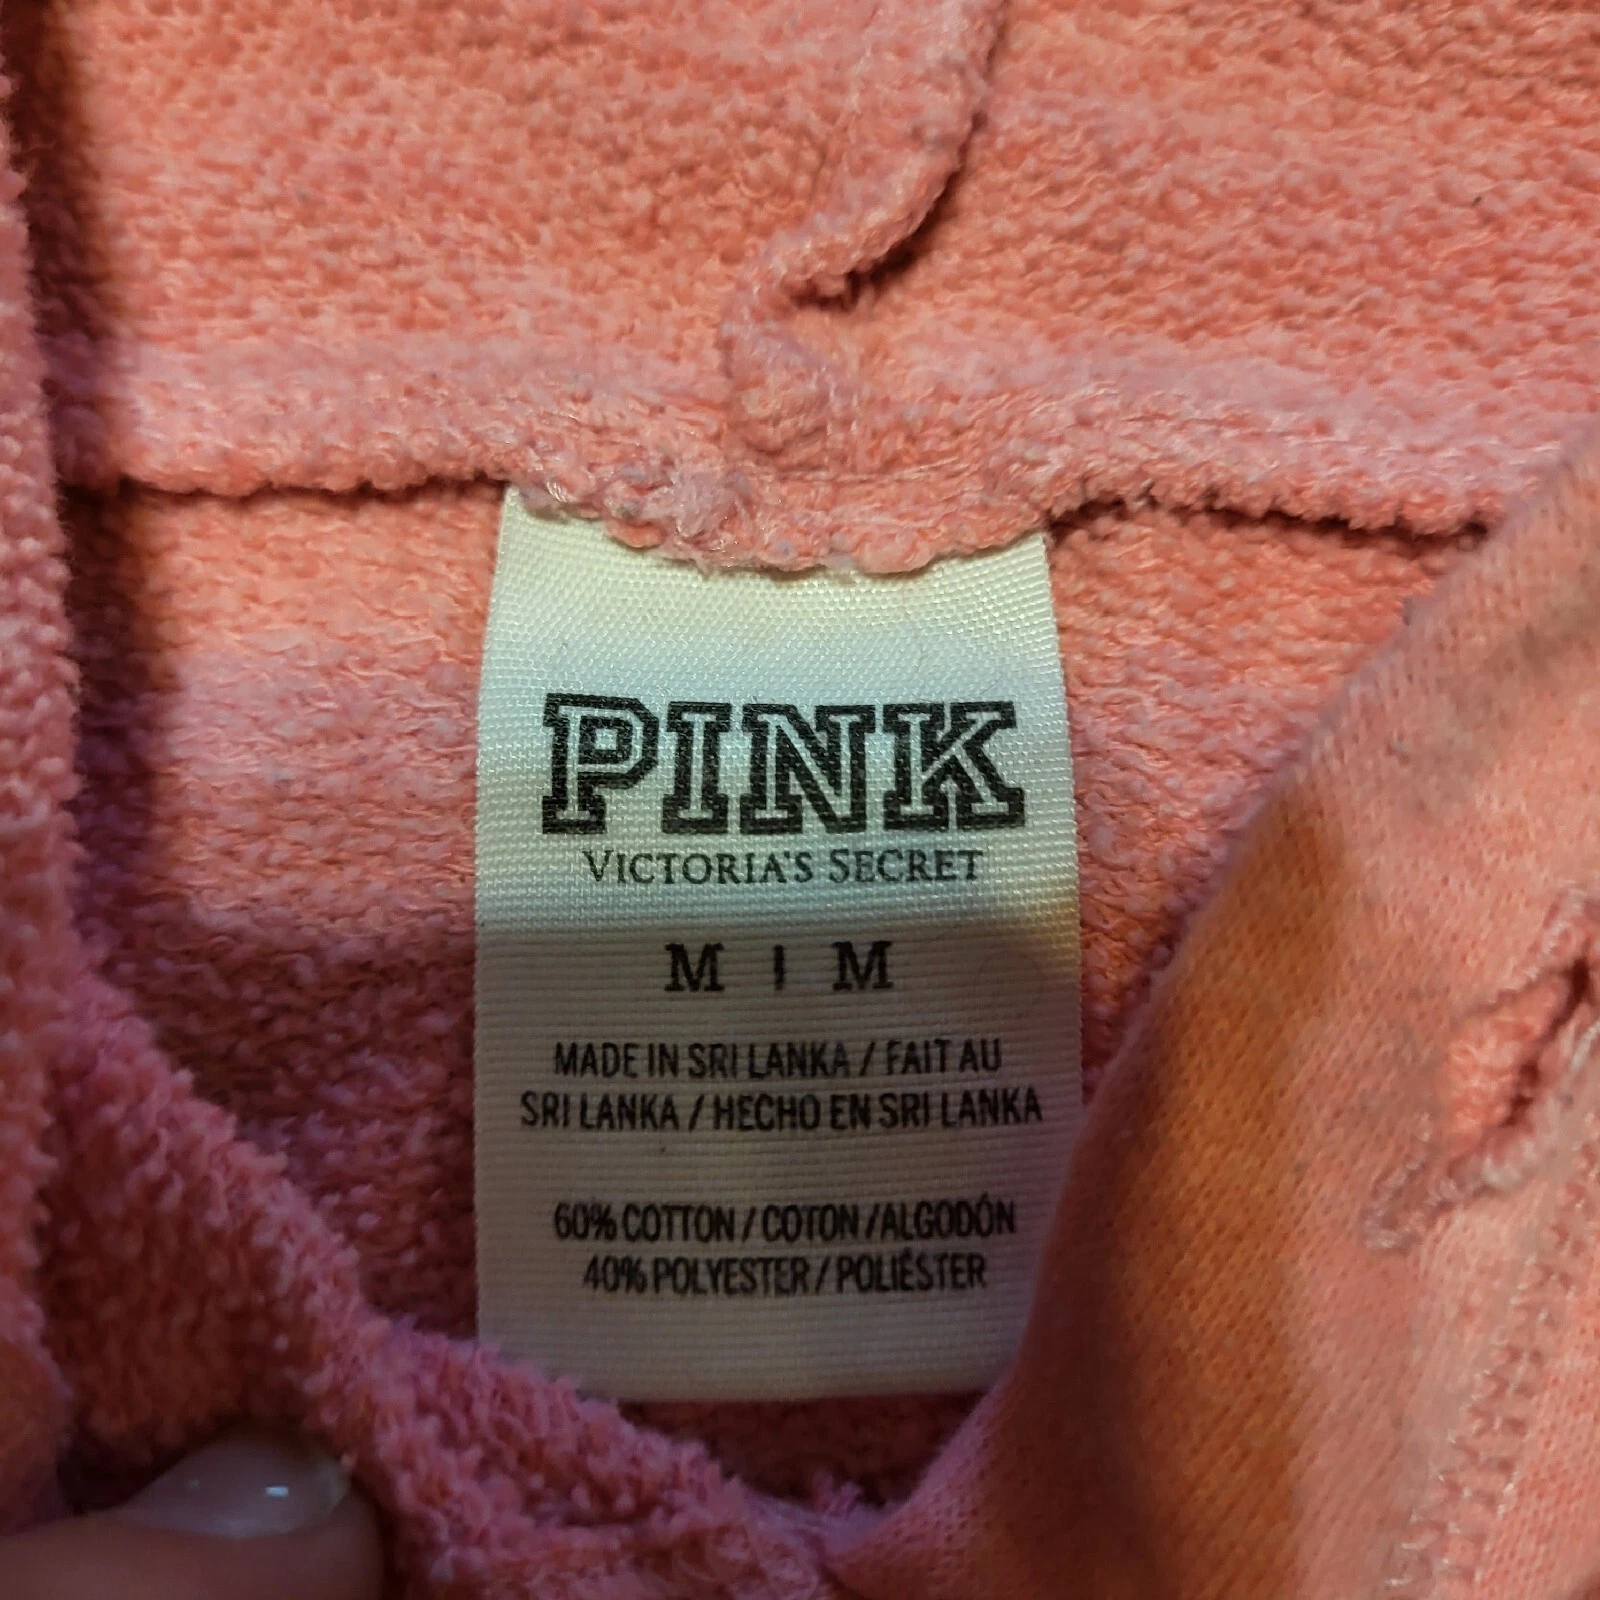 PINK
VICTORIA'S SECRET
M | M
MADE IN SRI LANKA / FAIT AU
SRI LANKA / HECHO EN SRI LANKA
60% COTTON / COTON / ALGODÓN
40% POLYESTER / POLIÉSTER